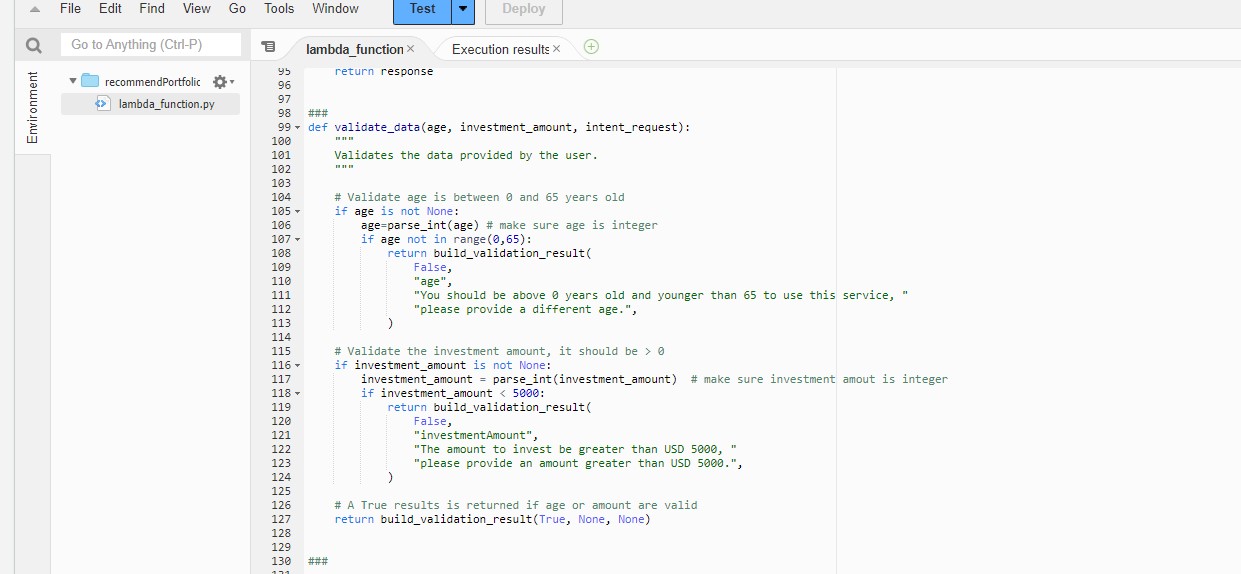 File Edit Find View Go Tools Window Test Deploy
Go to Anything (Ctrl-P)
lambda_function × Execution results ×
Environment
recommendPortfolic
lambda_function.py
95     return response
96
97
98 ###
99 def validate_data(age, investment_amount, intent_request):
100     """
101     Validates the data provided by the user.
102     """
103
104     # Validate age is between 0 and 65 years old
105     if age is not None:
106         age=parse_int(age) # make sure age is integer
107         if age not in range(0,65):
108             return build_validation_result(
109                 False,
110                 "age",
111                 "You should be above 0 years old and younger than 65 to use this service, "
112                 "please provide a different age.",
113             )
114
115     # Validate the investment amount, it should be > 0
116     if investment_amount is not None:
117         investment_amount = parse_int(investment_amount)  # make sure investment amout is integer
118         if investment_amount < 5000:
119             return build_validation_result(
120                 False,
121                 "investmentAmount",
122                 "The amount to invest be greater than USD 5000, "
123                 "please provide an amount greater than USD 5000.",
124             )
125
126     # A True results is returned if age or amount are valid
127     return build_validation_result(True, None, None)
128
129
130 ###